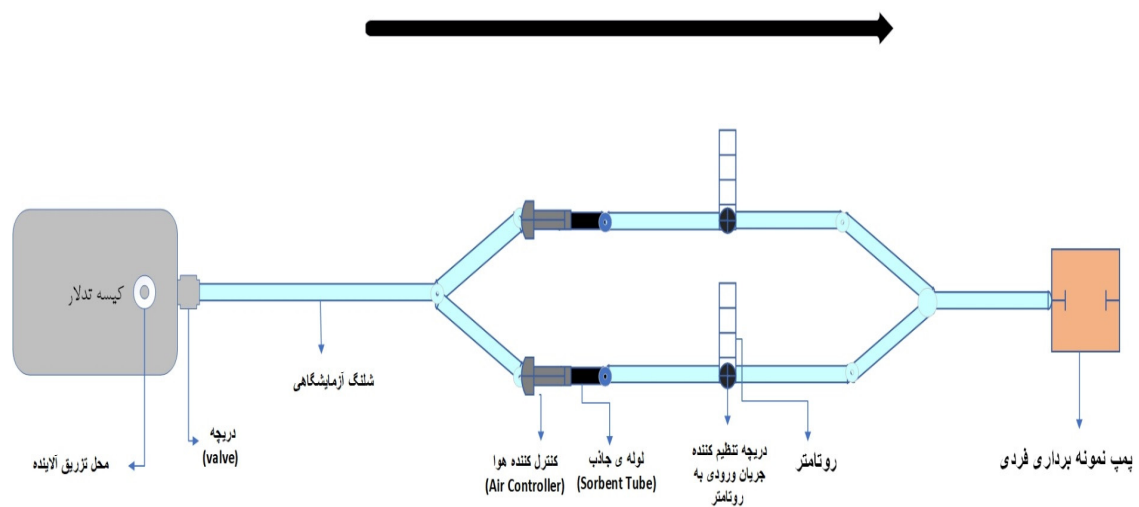 کیسه تدلار
شلنگ آزمایشگاهی
محل تزریق آلاینده
دریچه
(valve)
کنترل کننده هوا
(Air Controller)
لوله ی جاذب
(Sorbent Tube)
دریچه تنظیم کننده
جریان ورودی به
روتامتر
روتامتر
پمپ نمونه برداری فردی